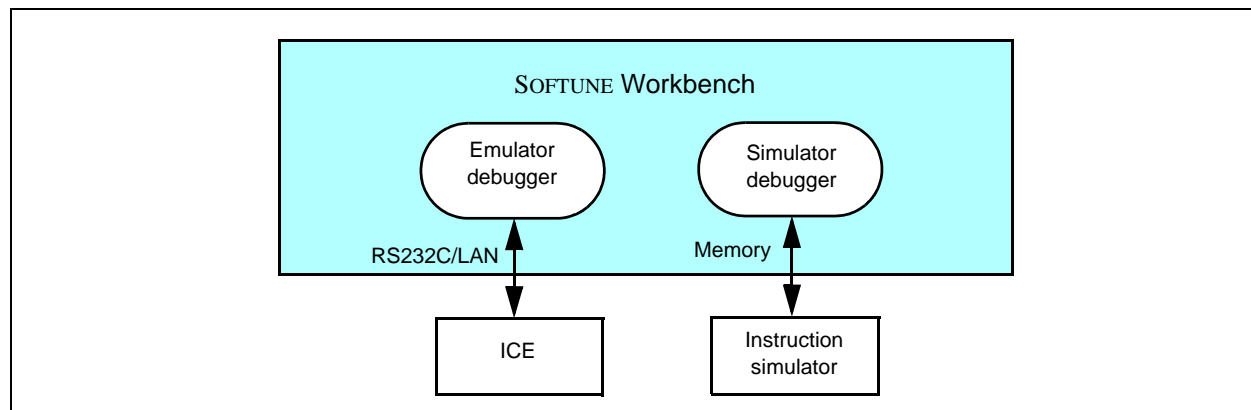 SOFTUNE Workbench
Emulator
debugger
Simulator
debugger
RS232C/LAN
Memory
ICE
Instruction
simulator